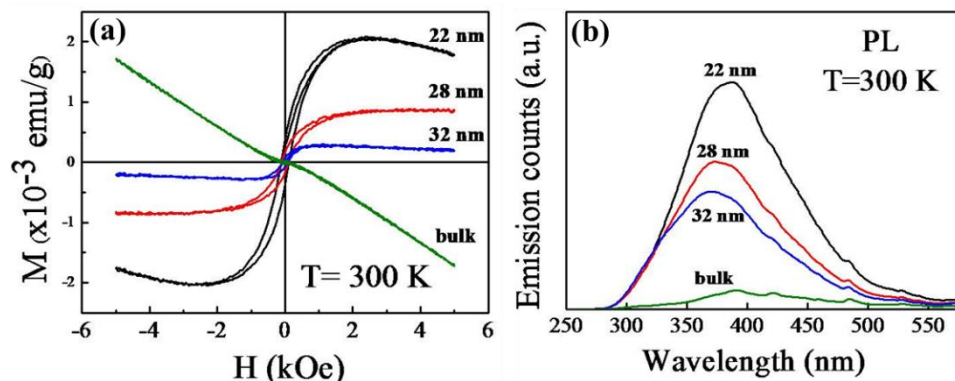 (a)
22 nm
28 nm
32 nm
bulk
T= 300 K
M (x10⁻³ emu/g)
2
1
0
-1
-2
-6 -4 -2 0 2 4 6
H (kOe)
(b)
PL
T=300 K
22 nm
28 nm
32 nm
bulk
Emission counts (a.u.)
250 300 350 400 450 500 550
Wavelength (nm)